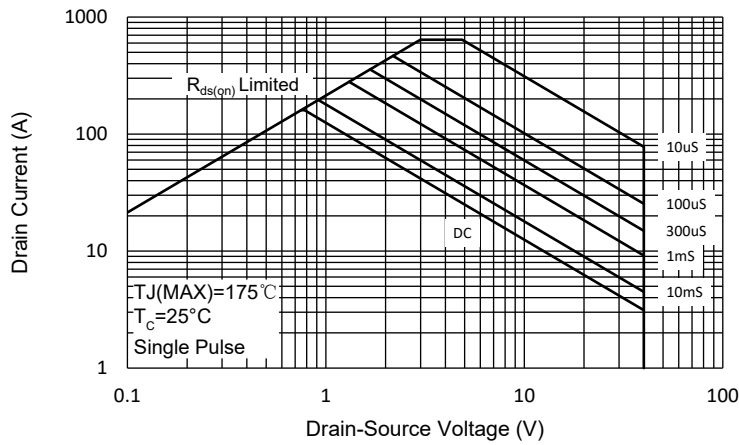 1000
100
10
1
0.1
1
10
100
Drain Current (A)
Drain-Source Voltage (V)
Rds(on) Limited
10uS
100uS
300uS
1mS
10mS
DC
TJ(MAX)=175℃
TC=25°C
Single Pulse